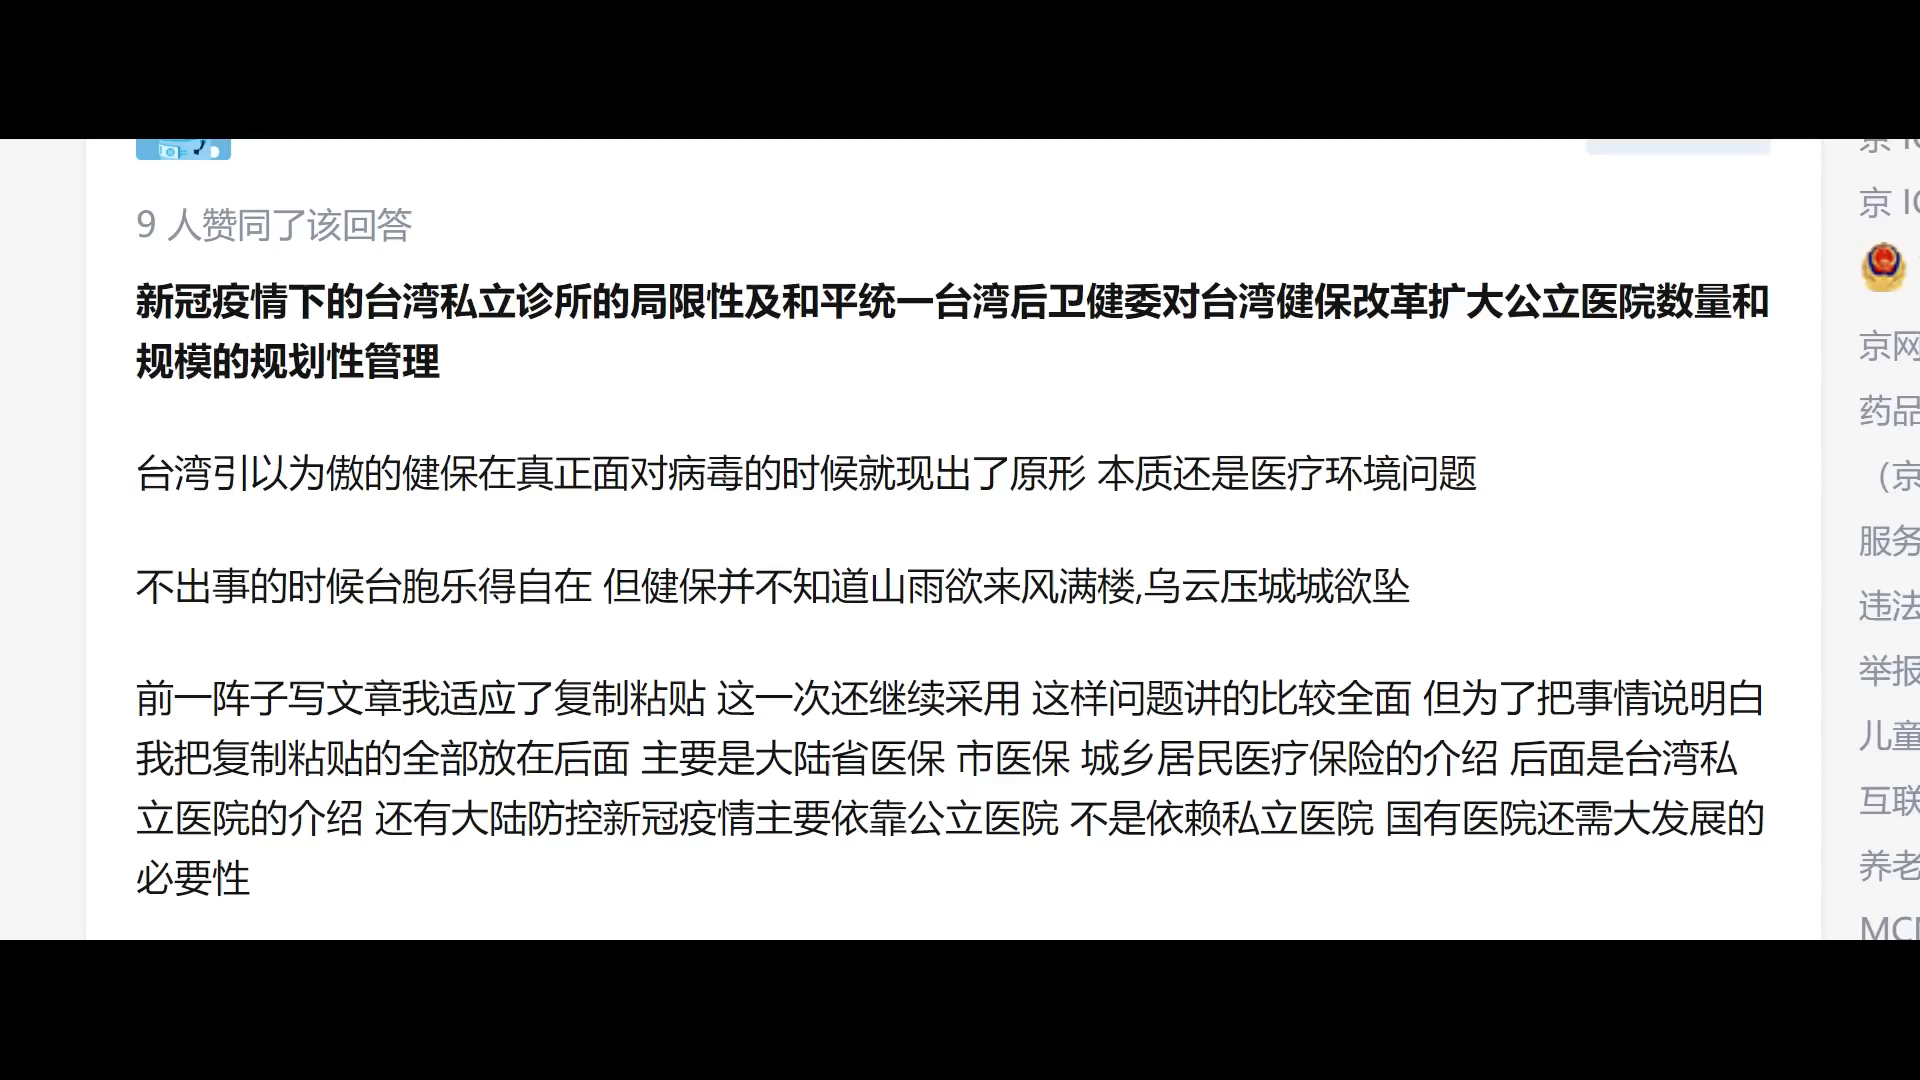 9 人赞同了该回答
新冠疫情下的台湾私立诊所的局限性及和平统一台湾后卫健委对台湾健保改革扩大公立医院数量和
规模的规划性管理
台湾引以为傲的健保在真正面对病毒的时候就现出了原形 本质还是医疗环境问题
不出事的时候台胞乐得自在 但健保并不知道山雨欲来风满楼,乌云压城城欲坠
前一阵子写文章我适应了复制粘贴 这一次还继续采用 这样问题讲的比较全面 但为了把事情说明白
我把复制粘贴的全部放在后面 主要是大陆省医保 市医保 城乡居民医疗保险的介绍 后面是台湾私
立医院的介绍 还有大陆防控新冠疫情主要依靠公立医院 不是依赖私立医院 国有医院还需大发展的
必要性
京 IC
京网
药品
（京
服务
违法
举报
儿童
互联
养老
MCN